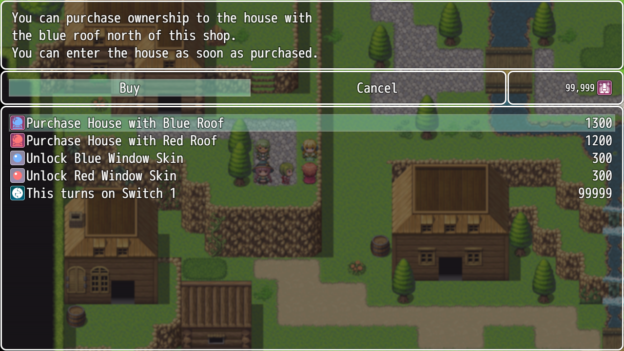 You can purchase ownership to the house with
the blue roof north of this shop.
You can enter the house as soon as purchased.
Buy
Cancel
99,999
Purchase House with Blue Roof 1300
Purchase House with Red Roof 1200
Unlock Blue Window Skin 300
Unlock Red Window Skin 300
This turns on Switch 1 99999